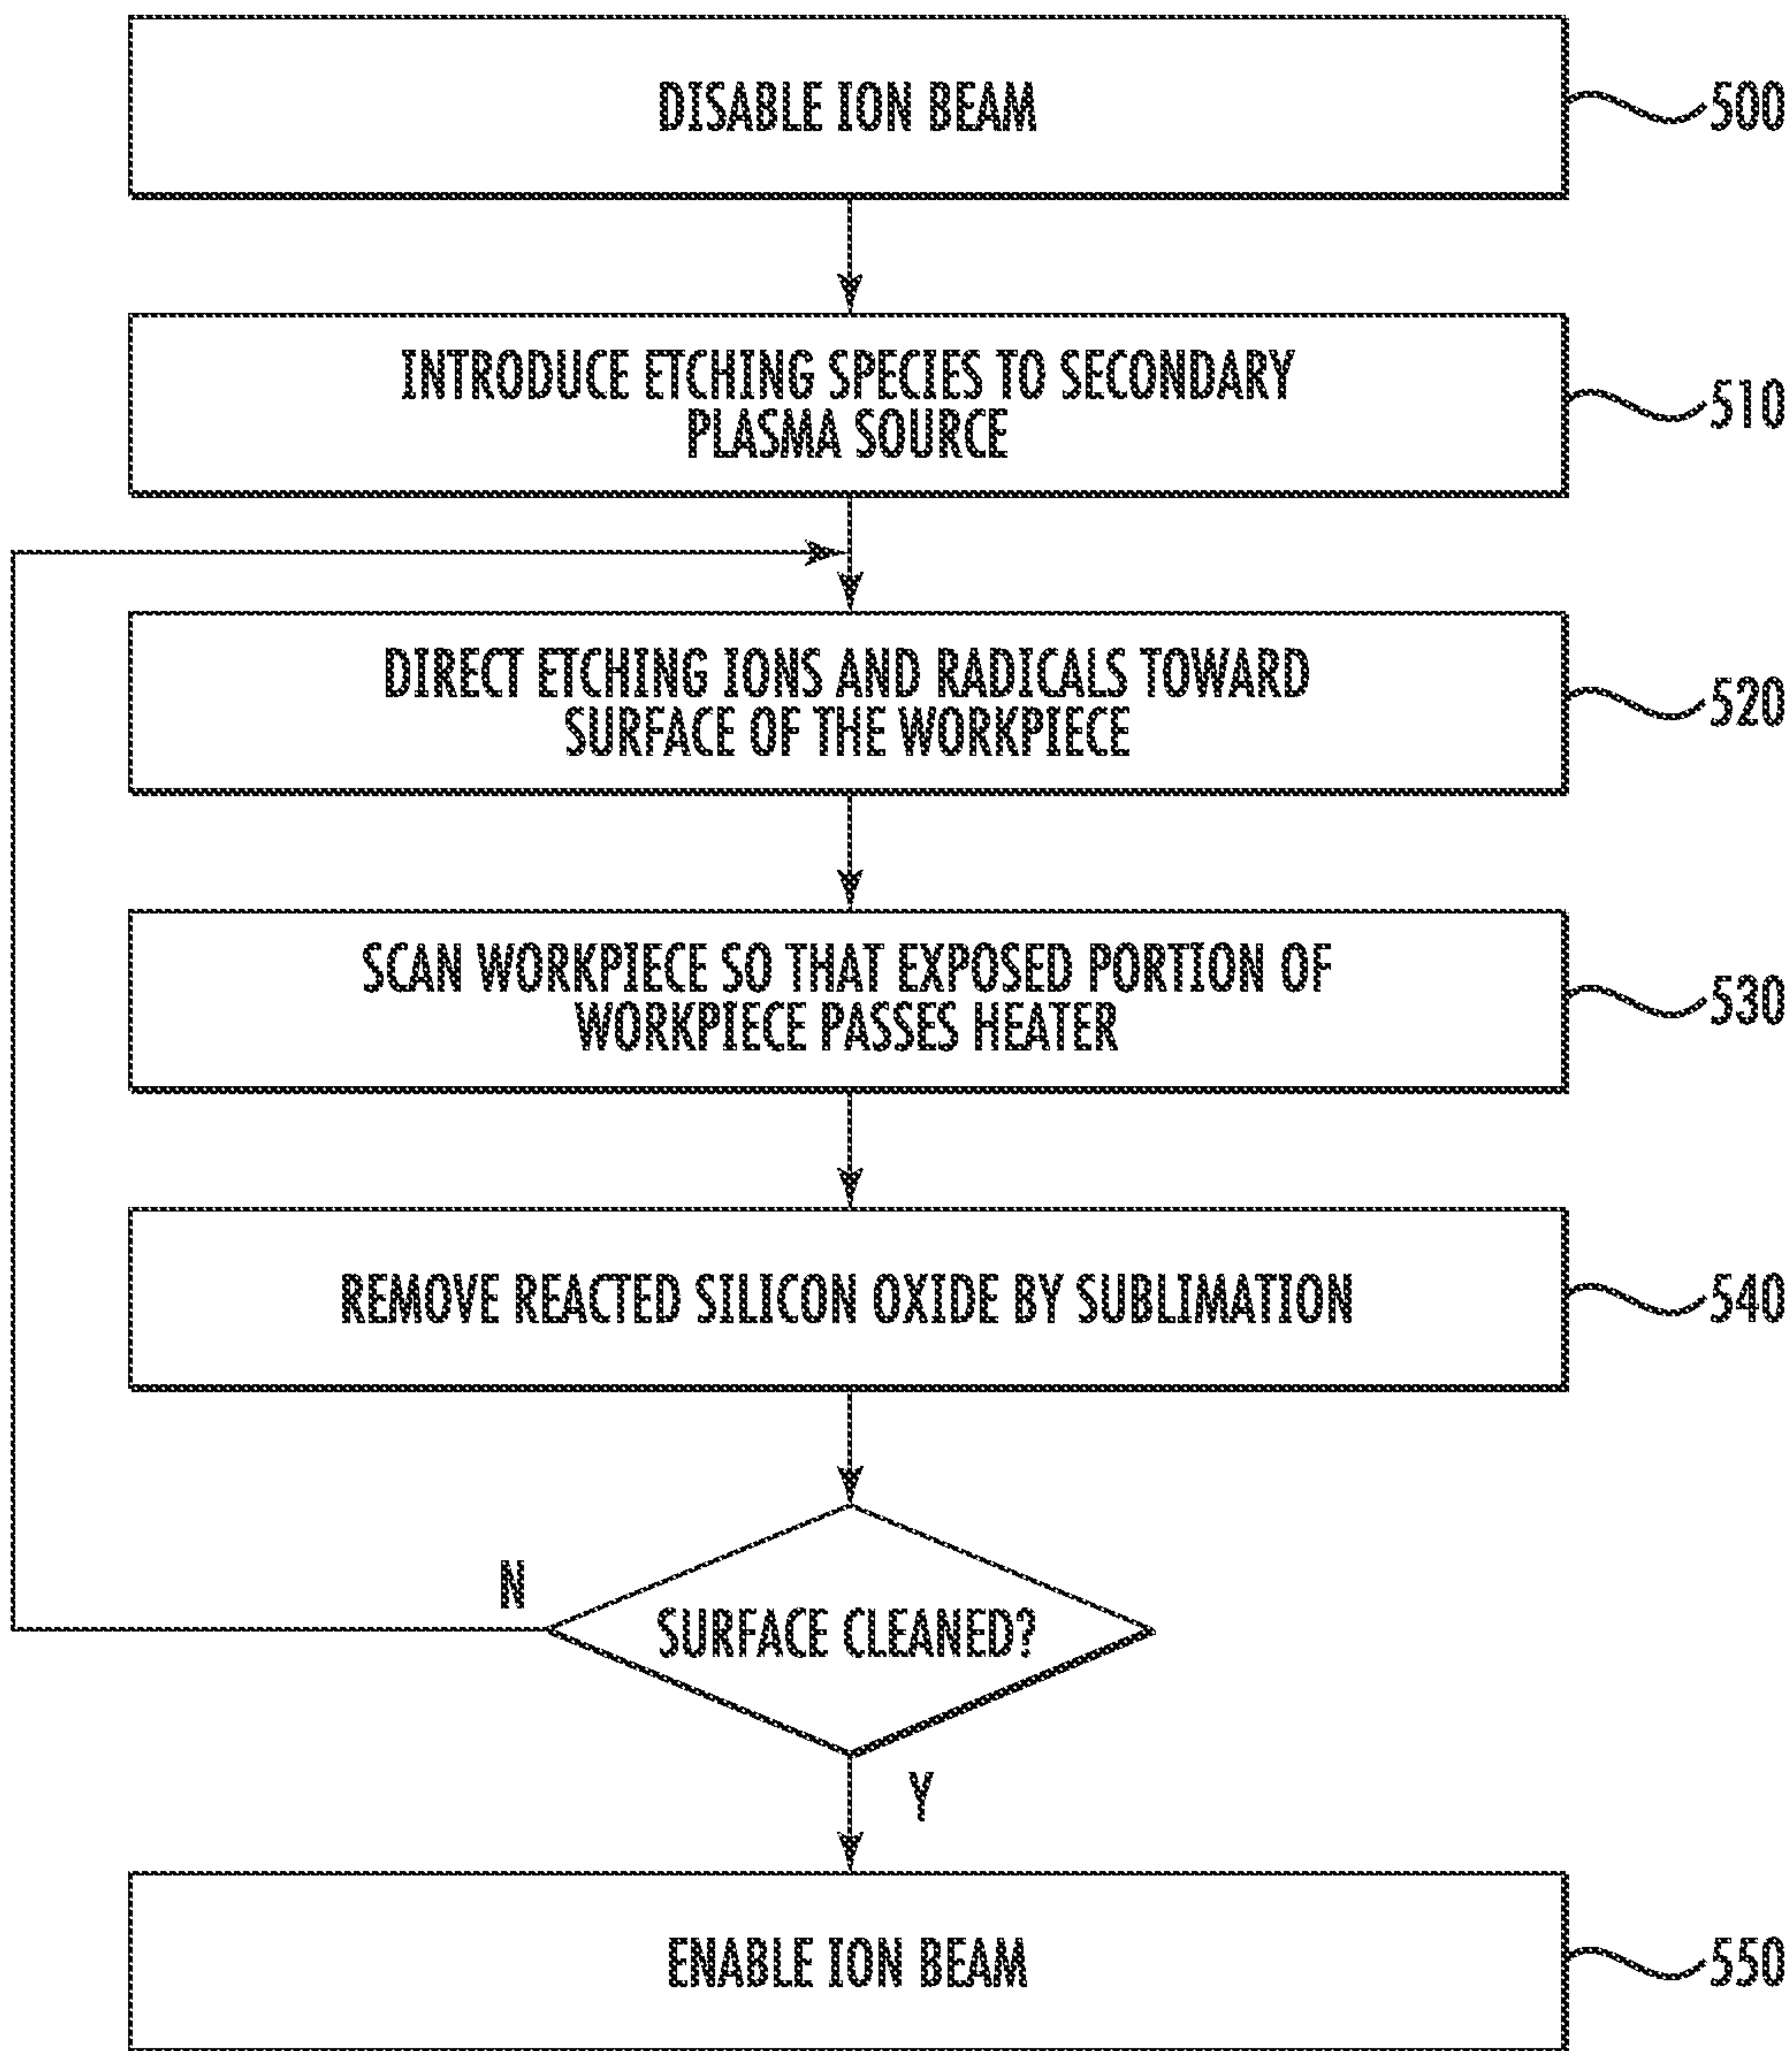 DISABLE ION BEAM
500
INTRODUCE ETCHING SPECIES TO SECONDARY
PLASMA SOURCE
510
DIRECT ETCHING IONS AND RADICALS TOWARD
SURFACE OF THE WORKPIECE
520
SCAN WORKPIECE SO THAT EXPOSED PORTION OF
WORKPIECE PASSES HEATER
530
REMOVE REACTED SILICON OXIDE BY SUBLIMATION
540
N
SURFACE CLEANED?
Y
ENABLE ION BEAM
550